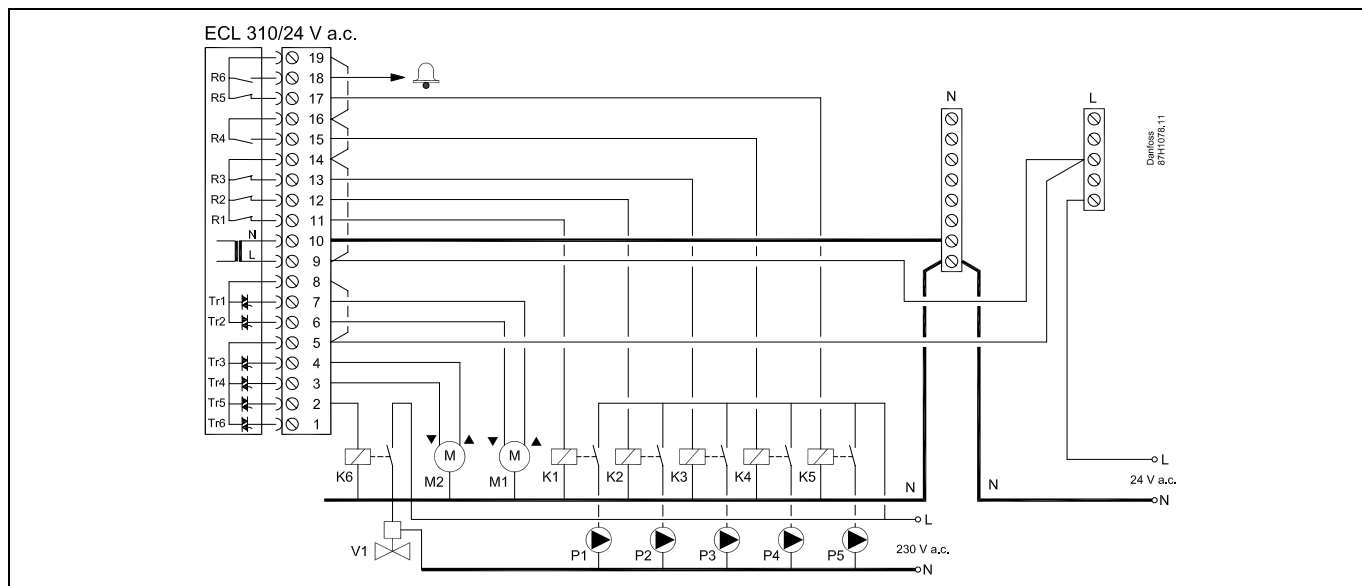 ECL 310/24 V a.c.
19
R6 18
R5 17
16
R4 15
14
R3 13
R2 12
R1 11
N 10
L 9
8
Tr1 7
Tr2 6
5
Tr3 4
Tr4 3
Tr5 2
Tr6 1
N
L
Danfoss
87H1078.11
M M
K6 M2 M1 K1 K2 K3 K4 K5
N N
L
24 V a.c.
N
L
V1 P1 P2 P3 P4 P5
230 V a.c.
N